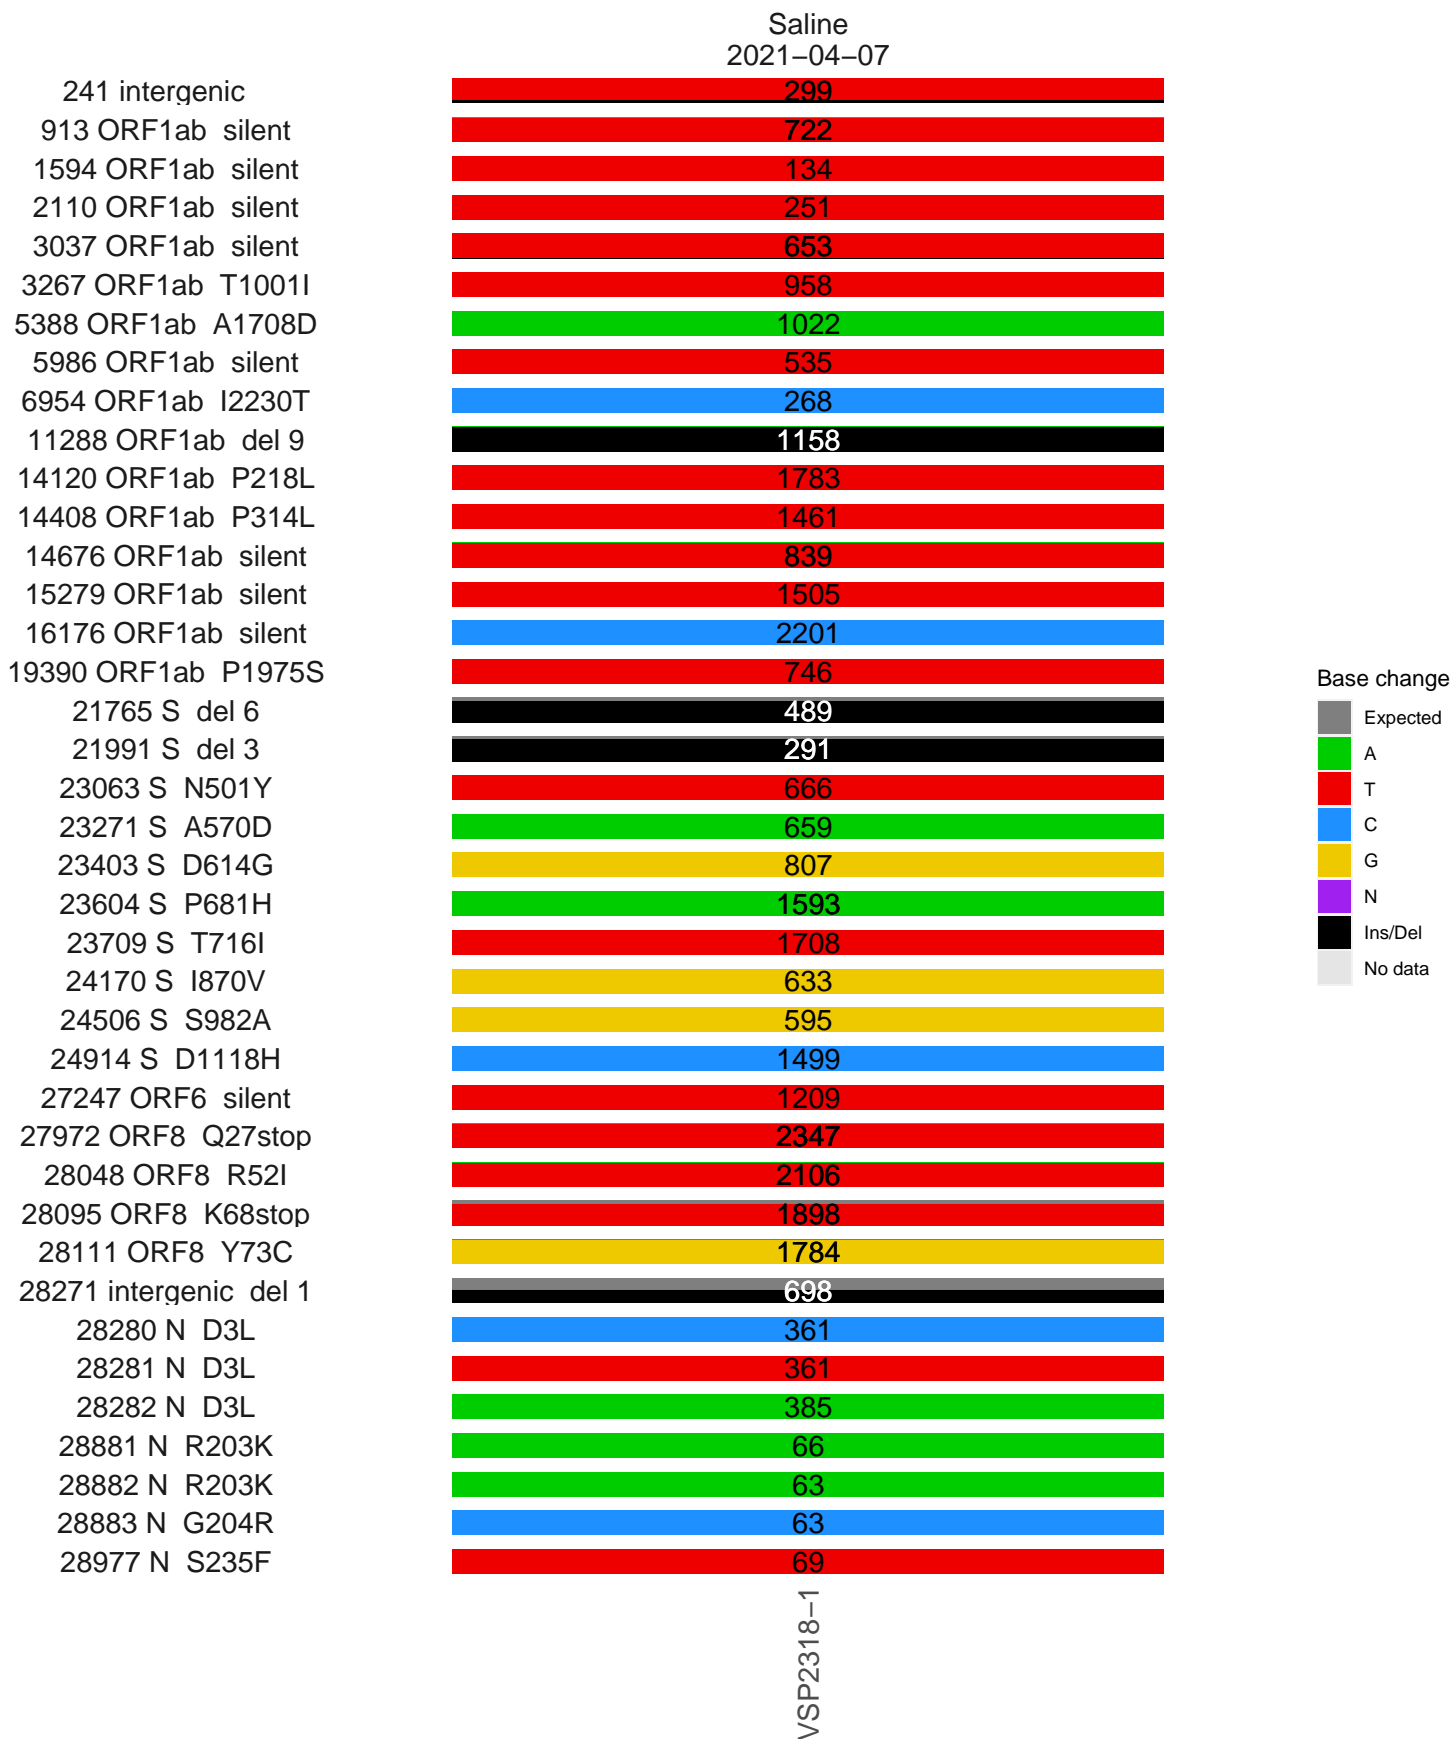 Saline
2021−04−07
241 intergenic 299
913 ORF1ab silent 722
1594 ORF1ab silent 134
2110 ORF1ab silent 251
3037 ORF1ab silent 653
3267 ORF1ab T1001I 958
5388 ORF1ab A1708D 1022
5986 ORF1ab silent 535
6954 ORF1ab I2230T 268
11288 ORF1ab del 9 1158
14120 ORF1ab P218L 1783
14408 ORF1ab P314L 1461
14676 ORF1ab silent 839
15279 ORF1ab silent 1505
16176 ORF1ab silent 2201
19390 ORF1ab P1975S 746
21765 S del 6 489
21991 S del 3 291
23063 S N501Y 666
23271 S A570D 659
23403 S D614G 807
23604 S P681H 1593
23709 S T716I 1708
24170 S I870V 633
24506 S S982A 595
24914 S D1118H 1499
27247 ORF6 silent 1209
27972 ORF8 Q27stop 2347
28048 ORF8 R52I 2106
28095 ORF8 K68stop 1898
28111 ORF8 Y73C 1784
28271 intergenic del 1 698
28280 N D3L 361
28281 N D3L 361
28282 N D3L 385
28881 N R203K 66
28882 N R203K 63
28883 N G204R 63
28977 N S235F 69
VSP2318−1
Base change
Expected
A
T
C
G
N
Ins/Del
No data